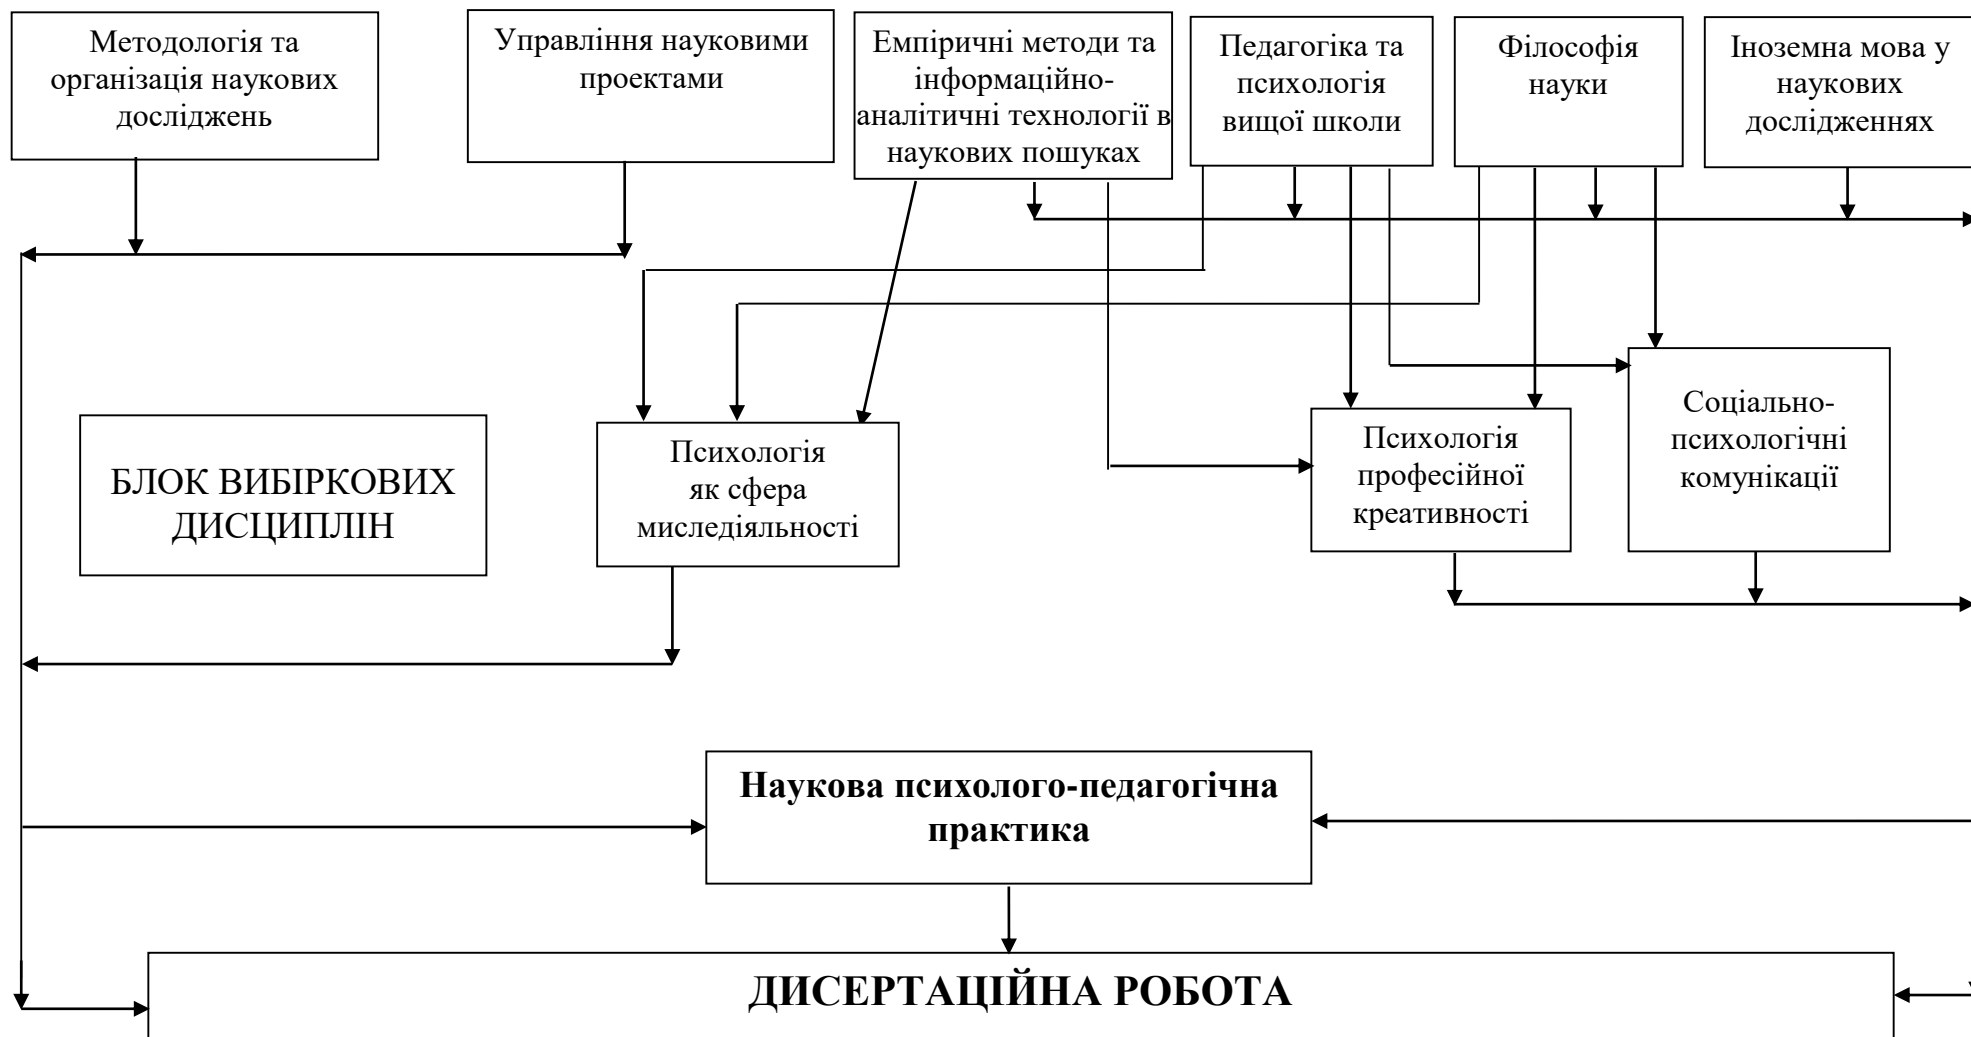 Методологія та
організація наукових
досліджень
Управління науковими
проектами
Емпіричні методи та
інформаційно-
аналітичні технології в
наукових пошуках
Педагогіка та
психологія
вищої школи
Філософія
науки
Іноземна мова у
наукових
дослідженнях
БЛОК ВИБІРКОВИХ
ДИСЦИПЛІН
Психологія
як сфера
миследіяльності
Психологія
професійної
креативності
Соціально-
психологічні
комунікації
Наукова психолого-педагогічна
практика
ДИСЕРТАЦІЙНА РОБОТА